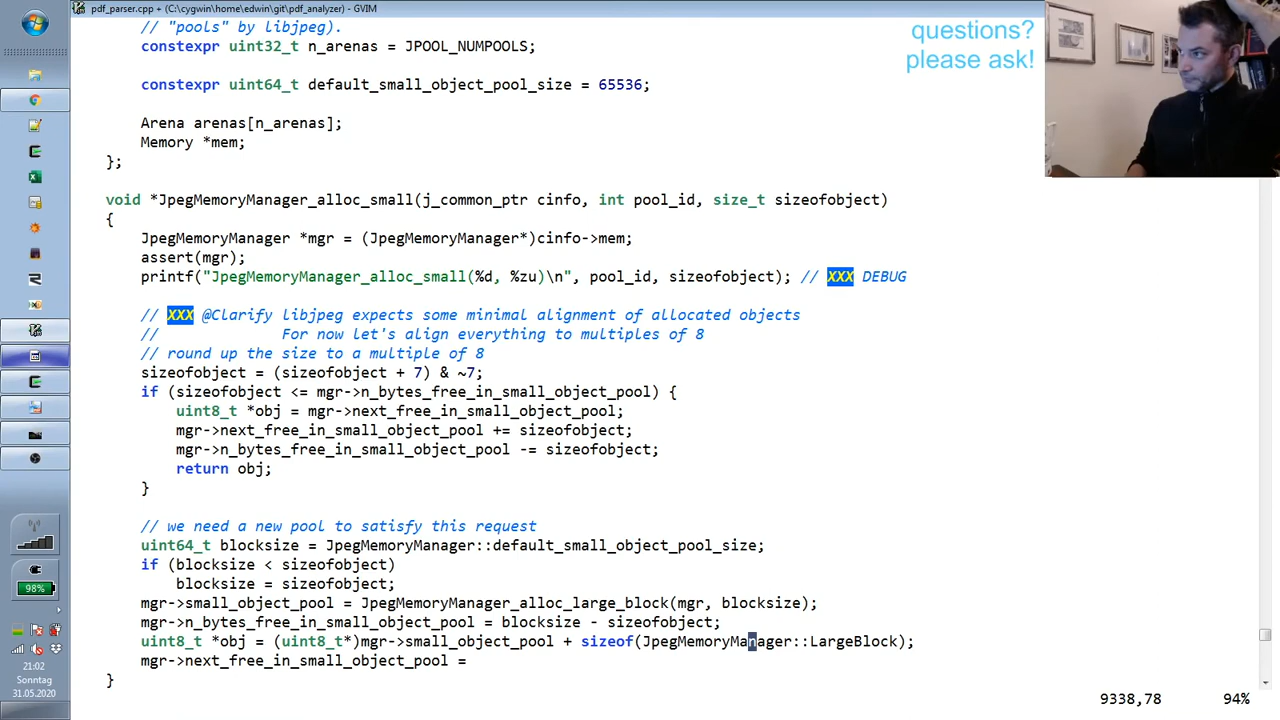 pdf_parser.cpp + (C:\cygwin\home\edwin\git\pdf_analyzer) - GVIM
questions?
please ask!
// "pools" by libjpeg).
constexpr uint32_t n_arenas = JPOOL_NUMPOOLS;
constexpr uint64_t default_small_object_pool_size = 65536;
Arena arenas[n_arenas];
Memory *mem;
};
void *JpegMemoryManager_alloc_small(j_common_ptr cinfo, int pool_id, size_t sizeofobject)
{
JpegMemoryManager *mgr = (JpegMemoryManager*)cinfo->mem;
assert(mgr);
printf("JpegMemoryManager_alloc_small(%d, %zu)\n", pool_id, sizeofobject); // XXX DEBUG
// XXX @Clarify libjpeg expects some minimal alignment of allocated objects
// For now let's align everything to multiples of 8
// round up the size to a multiple of 8
sizeofobject = (sizeofobject + 7) & ~7;
if (sizeofobject <= mgr->n_bytes_free_in_small_object_pool) {
uint8_t *obj = mgr->next_free_in_small_object_pool;
mgr->next_free_in_small_object_pool += sizeofobject;
mgr->n_bytes_free_in_small_object_pool -= sizeofobject;
return obj;
}
// we need a new pool to satisfy this request
uint64_t blocksize = JpegMemoryManager::default_small_object_pool_size;
if (blocksize < sizeofobject)
blocksize = sizeofobject;
mgr->small_object_pool = JpegMemoryManager_alloc_large_block(mgr, blocksize);
mgr->n_bytes_free_in_small_object_pool = blocksize - sizeofobject;
uint8_t *obj = (uint8_t*)mgr->small_object_pool + sizeof(JpegMemoryManager::LargeBlock);
mgr->next_free_in_small_object_pool =
}
9338,78 94%
98%
21:02
Sonntag
31.05.2020